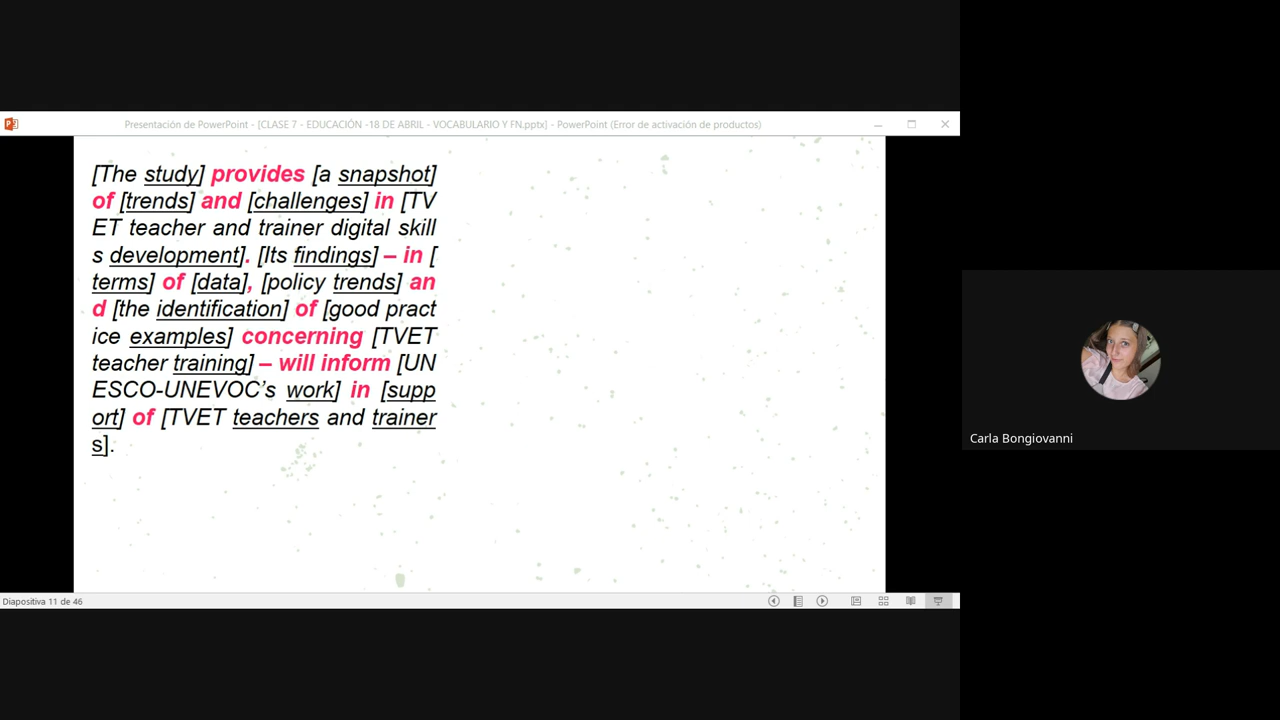 Presentación de PowerPoint - [CLASE 7 - EDUCACIÓN -18 DE ABRIL - VOCABULARIO Y FN.pptx] - PowerPoint (Error de activación de productos)
[The study] provides [a snapshot]
of [trends] and [challenges] in [TV
ET teacher and trainer digital skill
s development]. [Its findings] – in [
terms] of [data], [policy trends] an
d [the identification] of [good pract
ice examples] concerning [TVET
teacher training] – will inform [UN
ESCO-UNEVOC’s work] in [supp
ort] of [TVET teachers and trainer
s].
Diapositiva 11 de 46
Carla Bongiovanni